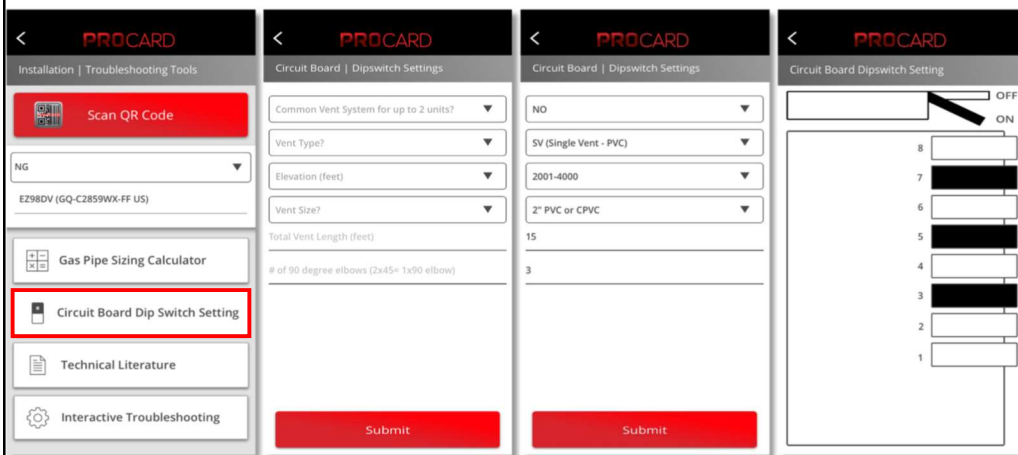 PROCARD
Installation | Troubleshooting Tools
Scan QR Code
NG
EZ98DV (GQ-C2859WX-FF US)
Gas Pipe Sizing Calculator
Circuit Board Dip Switch Setting
Technical Literature
Interactive Troubleshooting
PROCARD
Circuit Board | Dipswitch Settings
Common Vent System for up to 2 units?
Vent Type?
Elevation (feet)
Vent Size?
Total Vent Length (feet)
# of 90 degree elbows (2x45= 1x90 elbow)
Submit
PROCARD
Circuit Board | Dipswitch Settings
NO
SV (Single Vent - PVC)
2001-4000
2" PVC or CPVC
15
3
Submit
PROCARD
Circuit Board Dipswitch Setting
OFF
ON
8
7
6
5
4
3
2
1